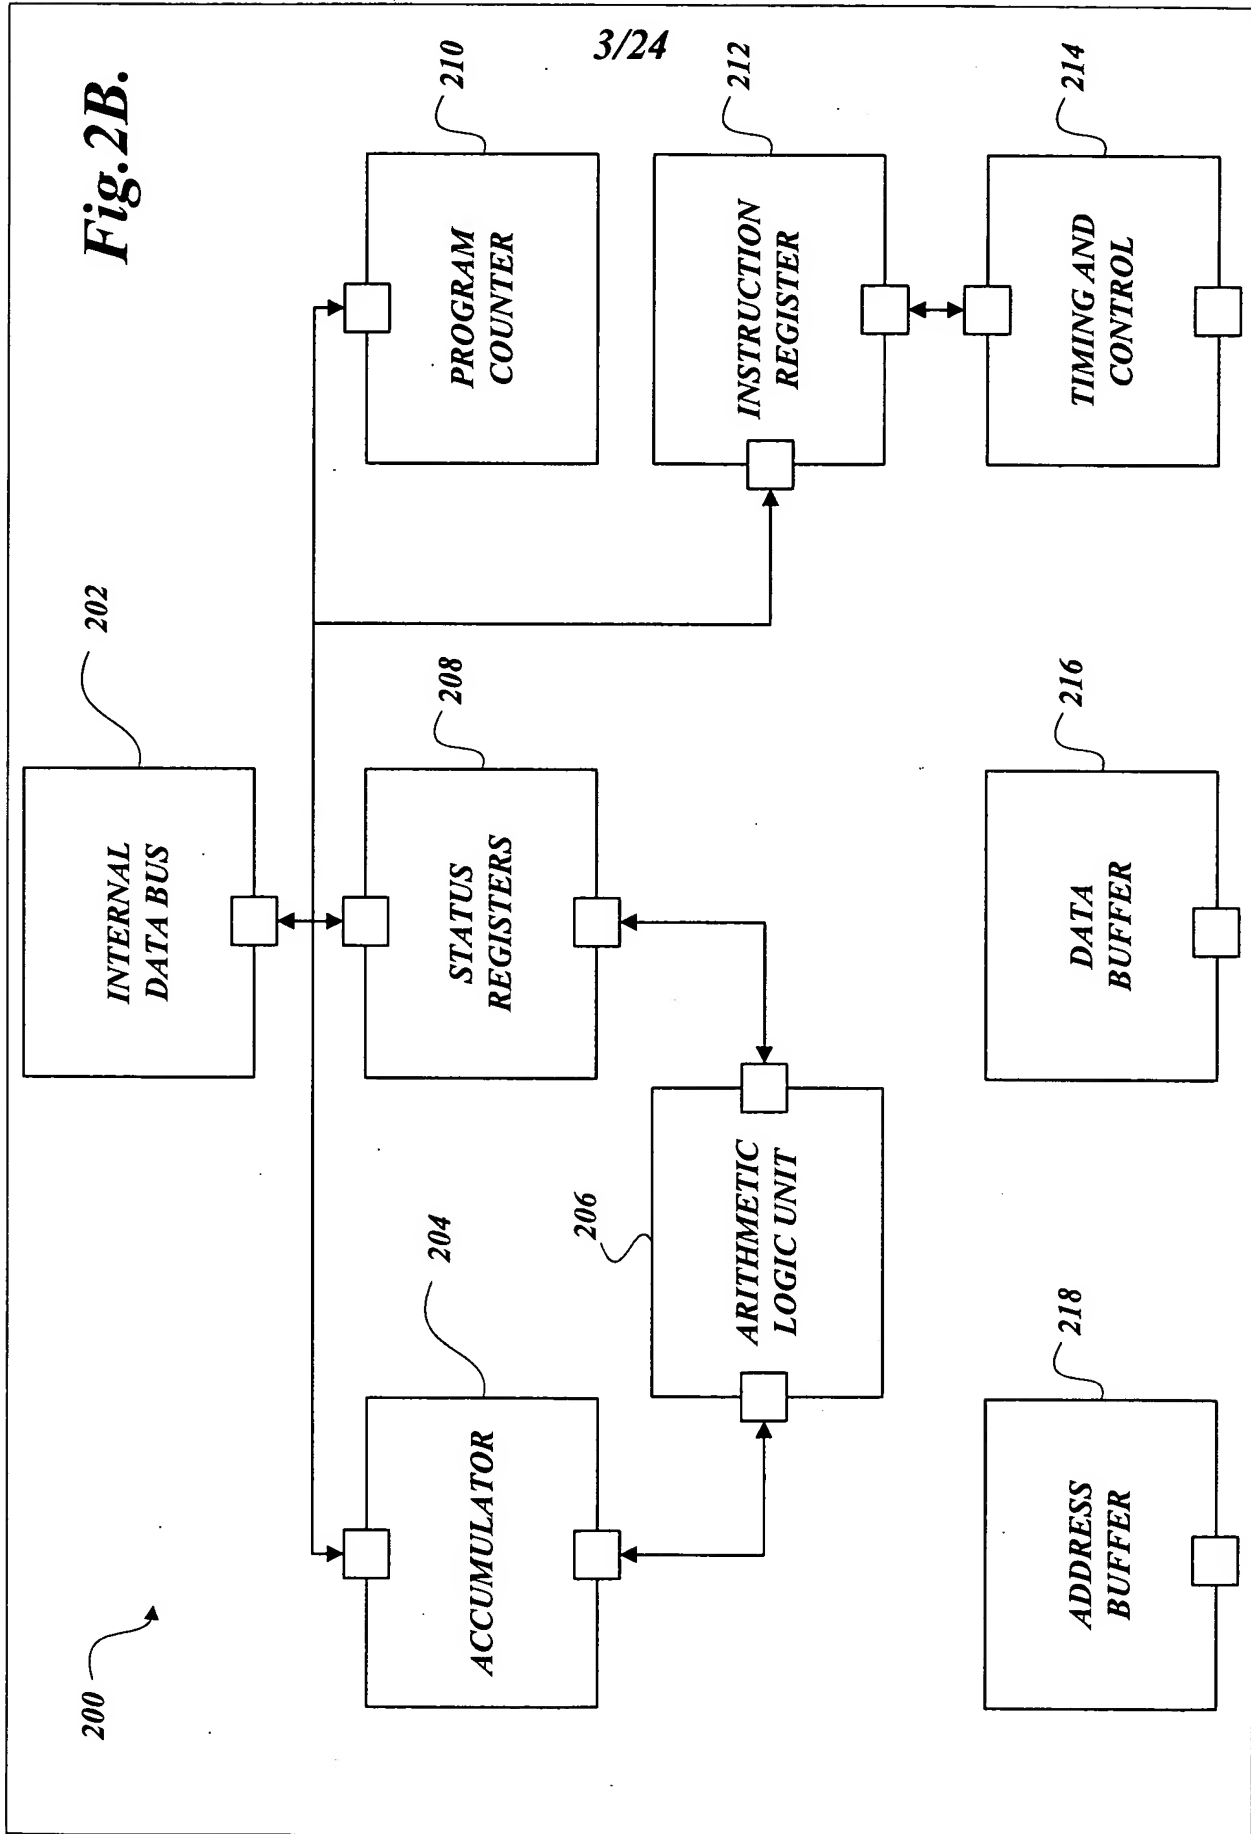 3/24
Fig.2B.
200
INTERNAL
DATA BUS
202
ACCUMULATOR
204
STATUS
REGISTERS
208
PROGRAM
COUNTER
210
ARITHMETIC
LOGIC UNIT
206
INSTRUCTION
REGISTER
212
ADDRESS
BUFFER
218
DATA
BUFFER
216
TIMING AND
CONTROL
214